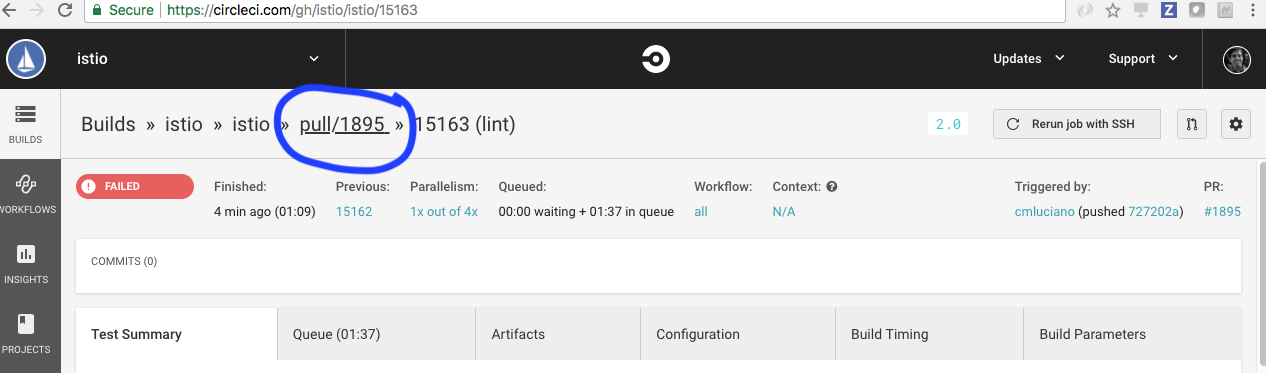 Secure https://circleci.com/gh/istio/istio/15163
istio
Updates
Support
BUILDS
Builds » istio » istio » pull/1895 » 15163 (lint)
2.0
Rerun job with SSH
WORKFLOWS
FAILED
Finished: Previous: Parallelism: Queued: Workflow: Context: Triggered by: PR:
4 min ago (01:09) 15162 1x out of 4x 00:00 waiting + 01:37 in queue all N/A cmluciano (pushed 727202a) #1895
INSIGHTS
COMMITS (0)
PROJECTS
Test Summary Queue (01:37) Artifacts Configuration Build Timing Build Parameters